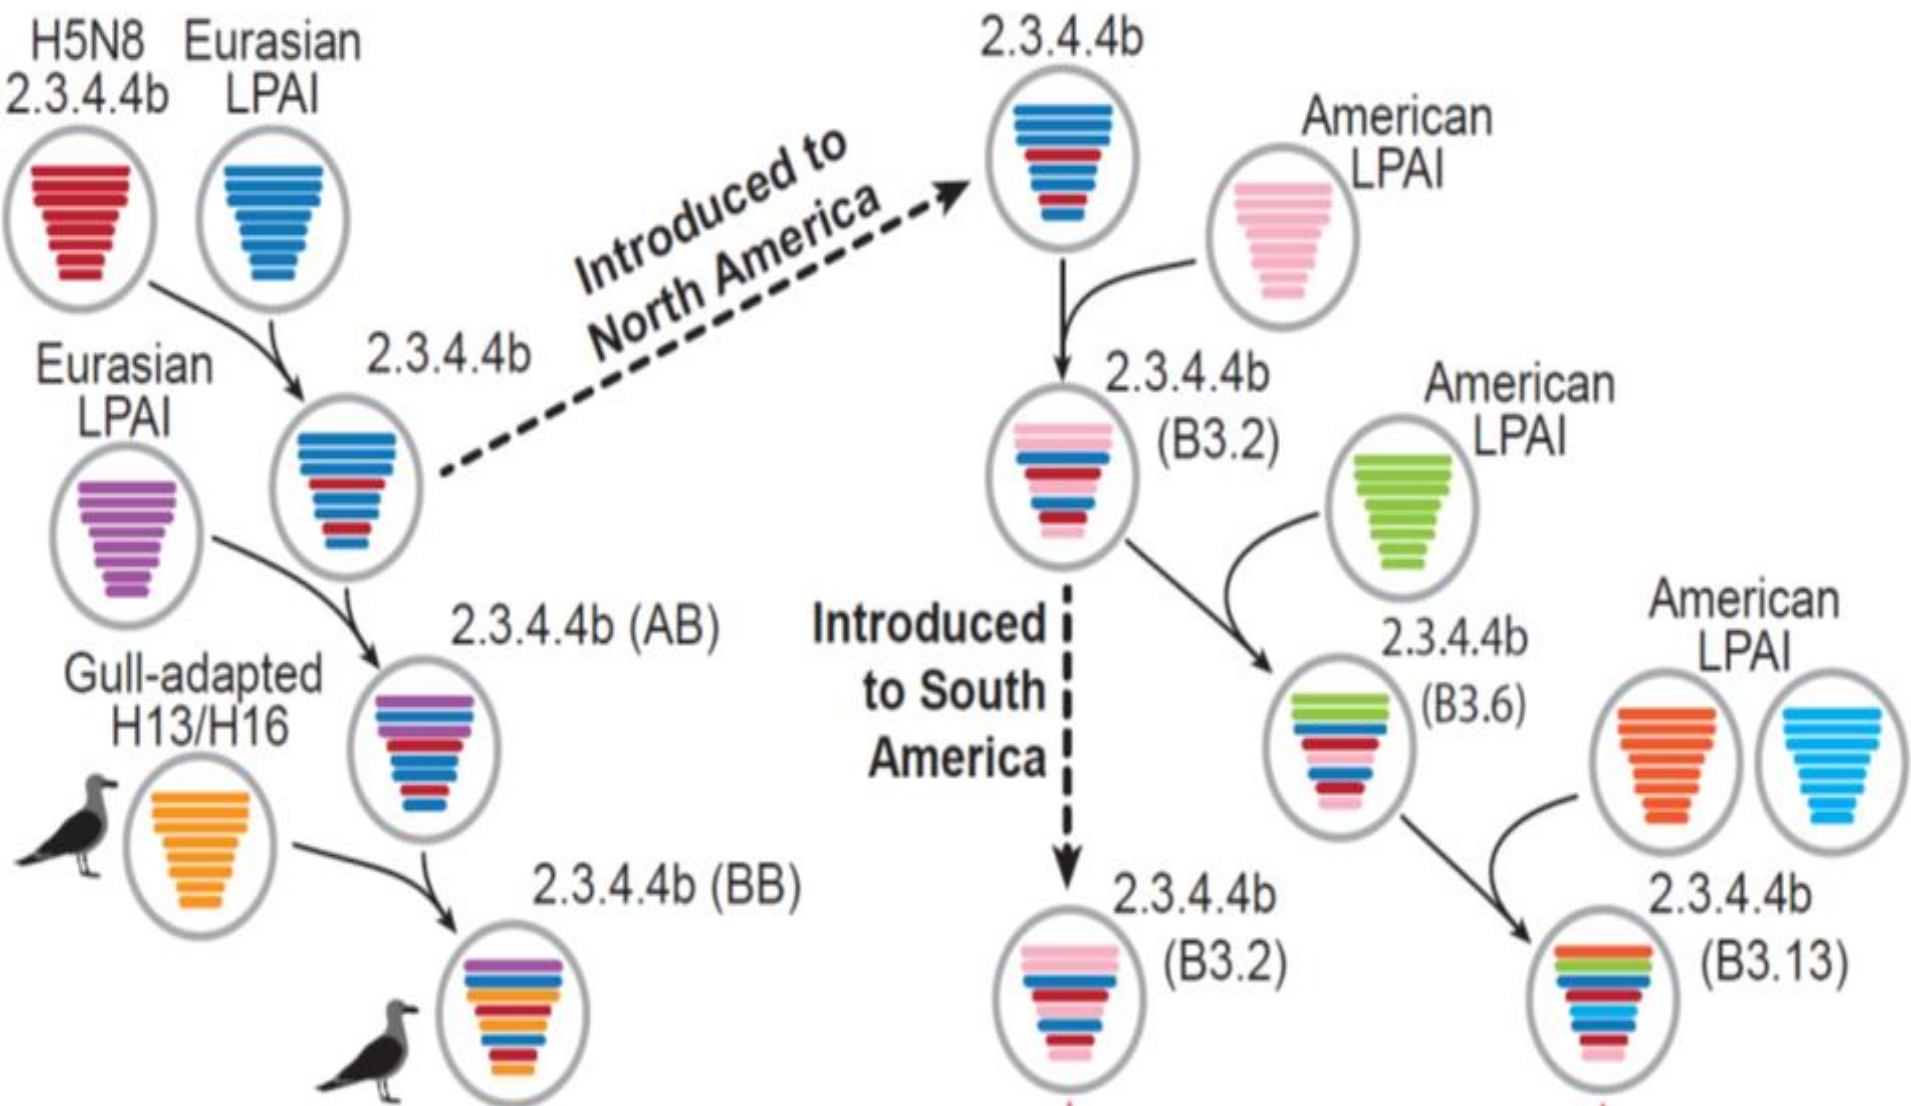 H5N8
2.3.4.4b
Eurasian
LPAI
2.3.4.4b
Eurasian
LPAI
2.3.4.4b (AB)
Gull-adapted
H13/H16
2.3.4.4b (BB)
Introduced to
North America
2.3.4.4b
American
LPAI
2.3.4.4b
(B3.2)
American
LPAI
Introduced
to South
America
2.3.4.4b
(B3.6)
American
LPAI
2.3.4.4b
(B3.2)
2.3.4.4b
(B3.13)